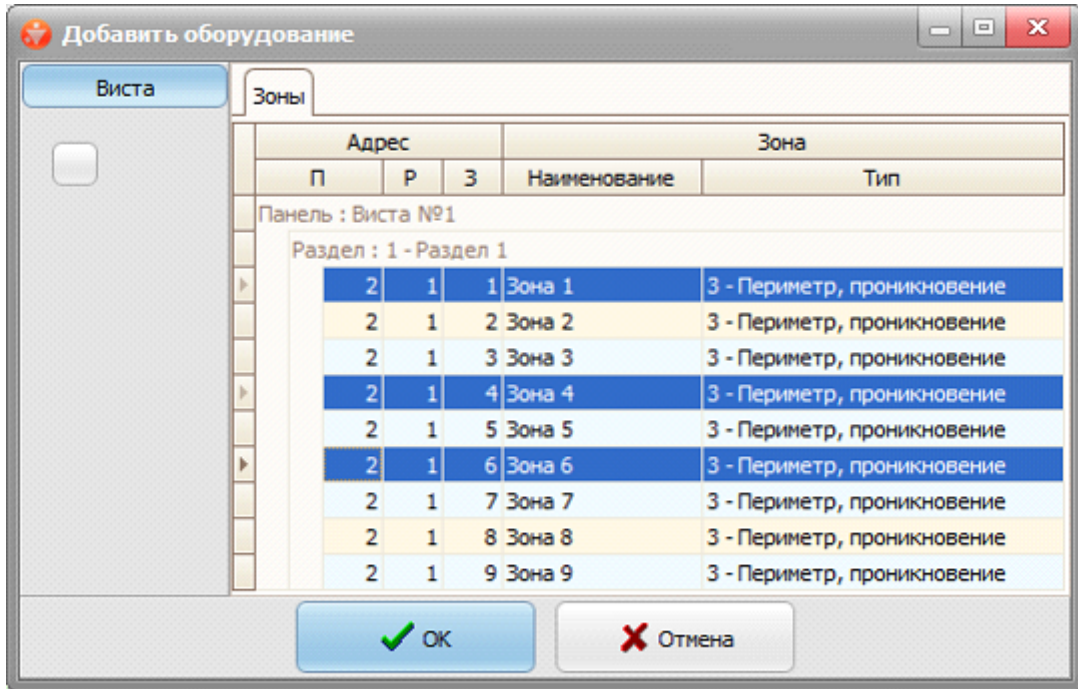 Добавить оборудование
Виста
Зоны
Адрес Зона
П Р З Наименование Тип
Панель : Виста №1
Раздел : 1 - Раздел 1
2 1 1 Зона 1 3 - Периметр, проникновение
2 1 2 Зона 2 3 - Периметр, проникновение
2 1 3 Зона 3 3 - Периметр, проникновение
2 1 4 Зона 4 3 - Периметр, проникновение
2 1 5 Зона 5 3 - Периметр, проникновение
2 1 6 Зона 6 3 - Периметр, проникновение
2 1 7 Зона 7 3 - Периметр, проникновение
2 1 8 Зона 8 3 - Периметр, проникновение
2 1 9 Зона 9 3 - Периметр, проникновение
ОК Отмена